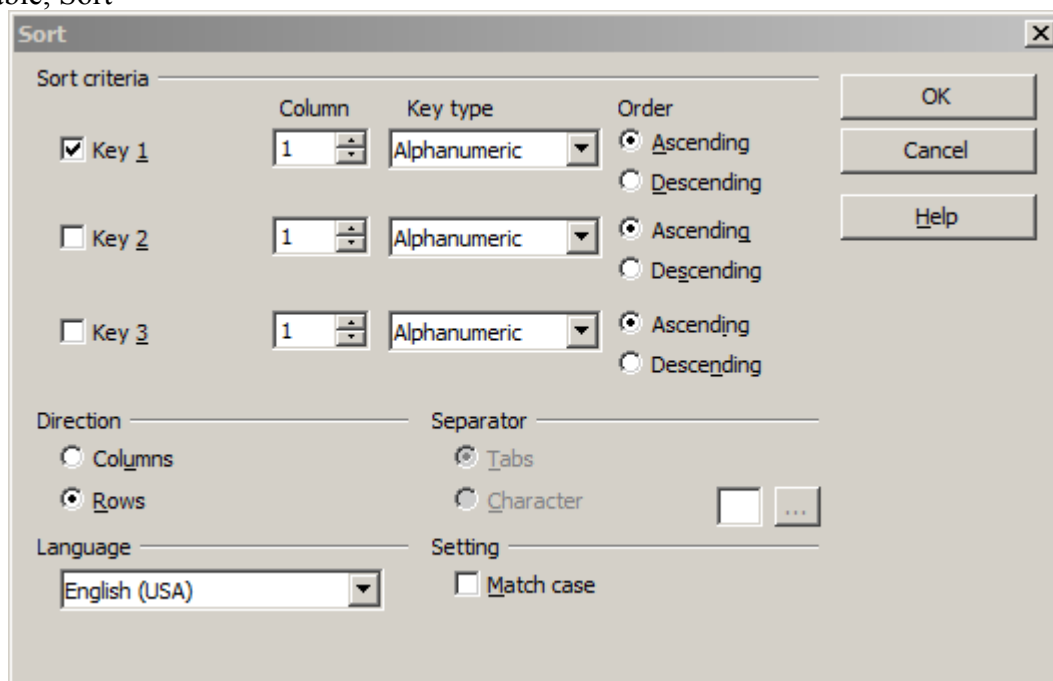 able, Sort
Sort
Sort criteria
Column Key type Order
Key 1 1 Alphanumeric Ascending
Descending
Key 2 1 Alphanumeric Ascending
Descending
Key 3 1 Alphanumeric Ascending
Descending
Direction Separator
Columns Tabs
Rows Character ...
Language Setting
English (USA) Match case
OK
Cancel
Help